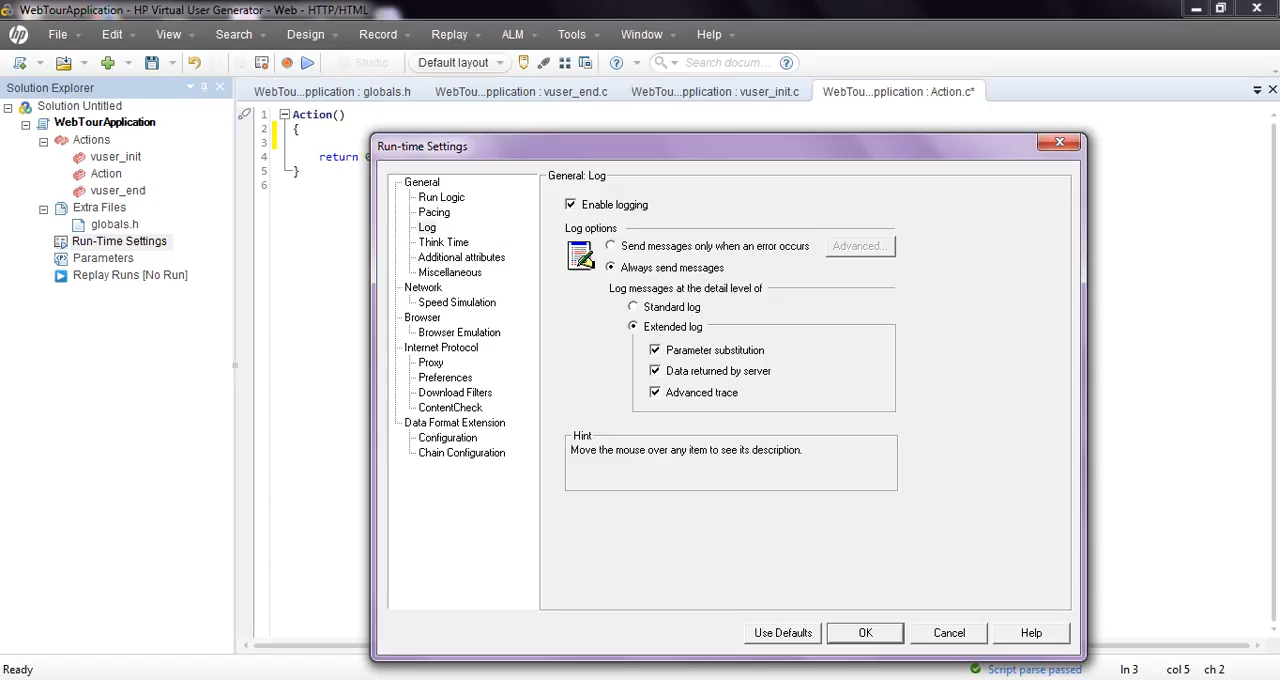 WebTourApplication - HP Virtual User Generator - Web - HTTP/HTML
hp File Edit View Search Design Record Replay ALM Tools Window Help
Studio Default layout Search docum...
Solution Explorer
WebTou...pplication : globals.h WebTou...pplication : vuser_end.c WebTou...pplication : vuser_init.c WebTou...pplication : Action.c*
Solution Untitled
WebTourApplication
Actions
vuser_init
Action
vuser_end
Extra Files
globals.h
Run-Time Settings
Parameters
Replay Runs [No Run]
1 Action()
2 {
3
4 return 0
5 }
6
Run-time Settings
General
Run Logic
Pacing
Log
Think Time
Additional attributes
Miscellaneous
Network
Speed Simulation
Browser
Browser Emulation
Internet Protocol
Proxy
Preferences
Download Filters
ContentCheck
Data Format Extension
Configuration
Chain Configuration
General: Log
Enable logging
Log options
Send messages only when an error occurs Advanced...
Always send messages
Log messages at the detail level of
Standard log
Extended log
Parameter substitution
Data returned by server
Advanced trace
Hint
Move the mouse over any item to see its description.
Use Defaults OK Cancel Help
Ready Script parse passed ln 3 col 5 ch 2